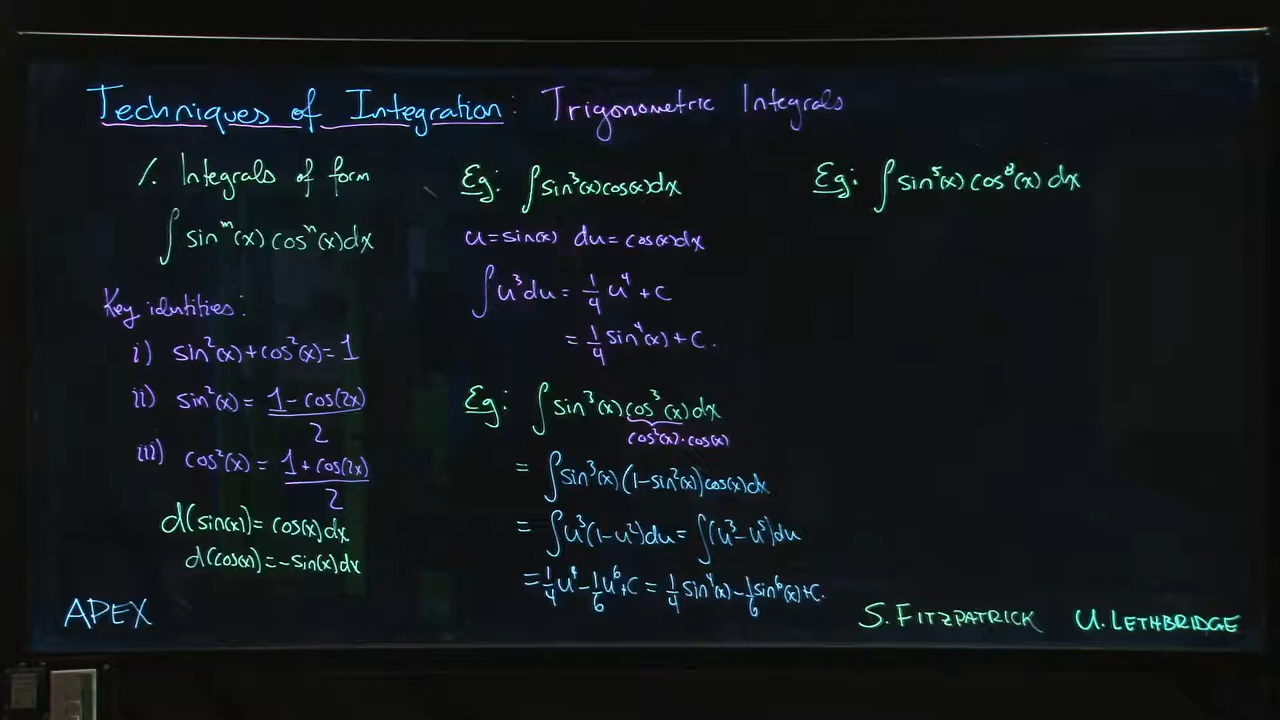 Techniques of Integration: Trigonometric Integrals
1. Integrals of form
∫ sin^m(x) cos^n(x) dx
Key identities:
i) sin²(x) + cos²(x) = 1
ii) sin²(x) = (1 - cos(2x))/2
iii) cos²(x) = (1 + cos(2x))/2
d(sin(x)) = cos(x) dx
d(cos(x)) = -sin(x) dx
APEX
Eg: ∫ sin³(x) cos(x) dx
u = sin(x) du = cos(x) dx
∫ u³ du = 1/4 u⁴ + C
= 1/4 sin⁴(x) + C.
Eg: ∫ sin³(x) cos³(x) dx
cos²(x)·cos(x)
= ∫ sin³(x) (1 - sin²(x)) cos(x) dx
= ∫ u³(1 - u²) du = ∫ (u³ - u⁵) du
= 1/4 u⁴ - 1/6 u⁶ + C = 1/4 sin⁴(x) - 1/6 sin⁶(x) + C.
Eg: ∫ sin⁵(x) cos⁸(x) dx
S. FITZPATRICK U. LETHBRIDGE